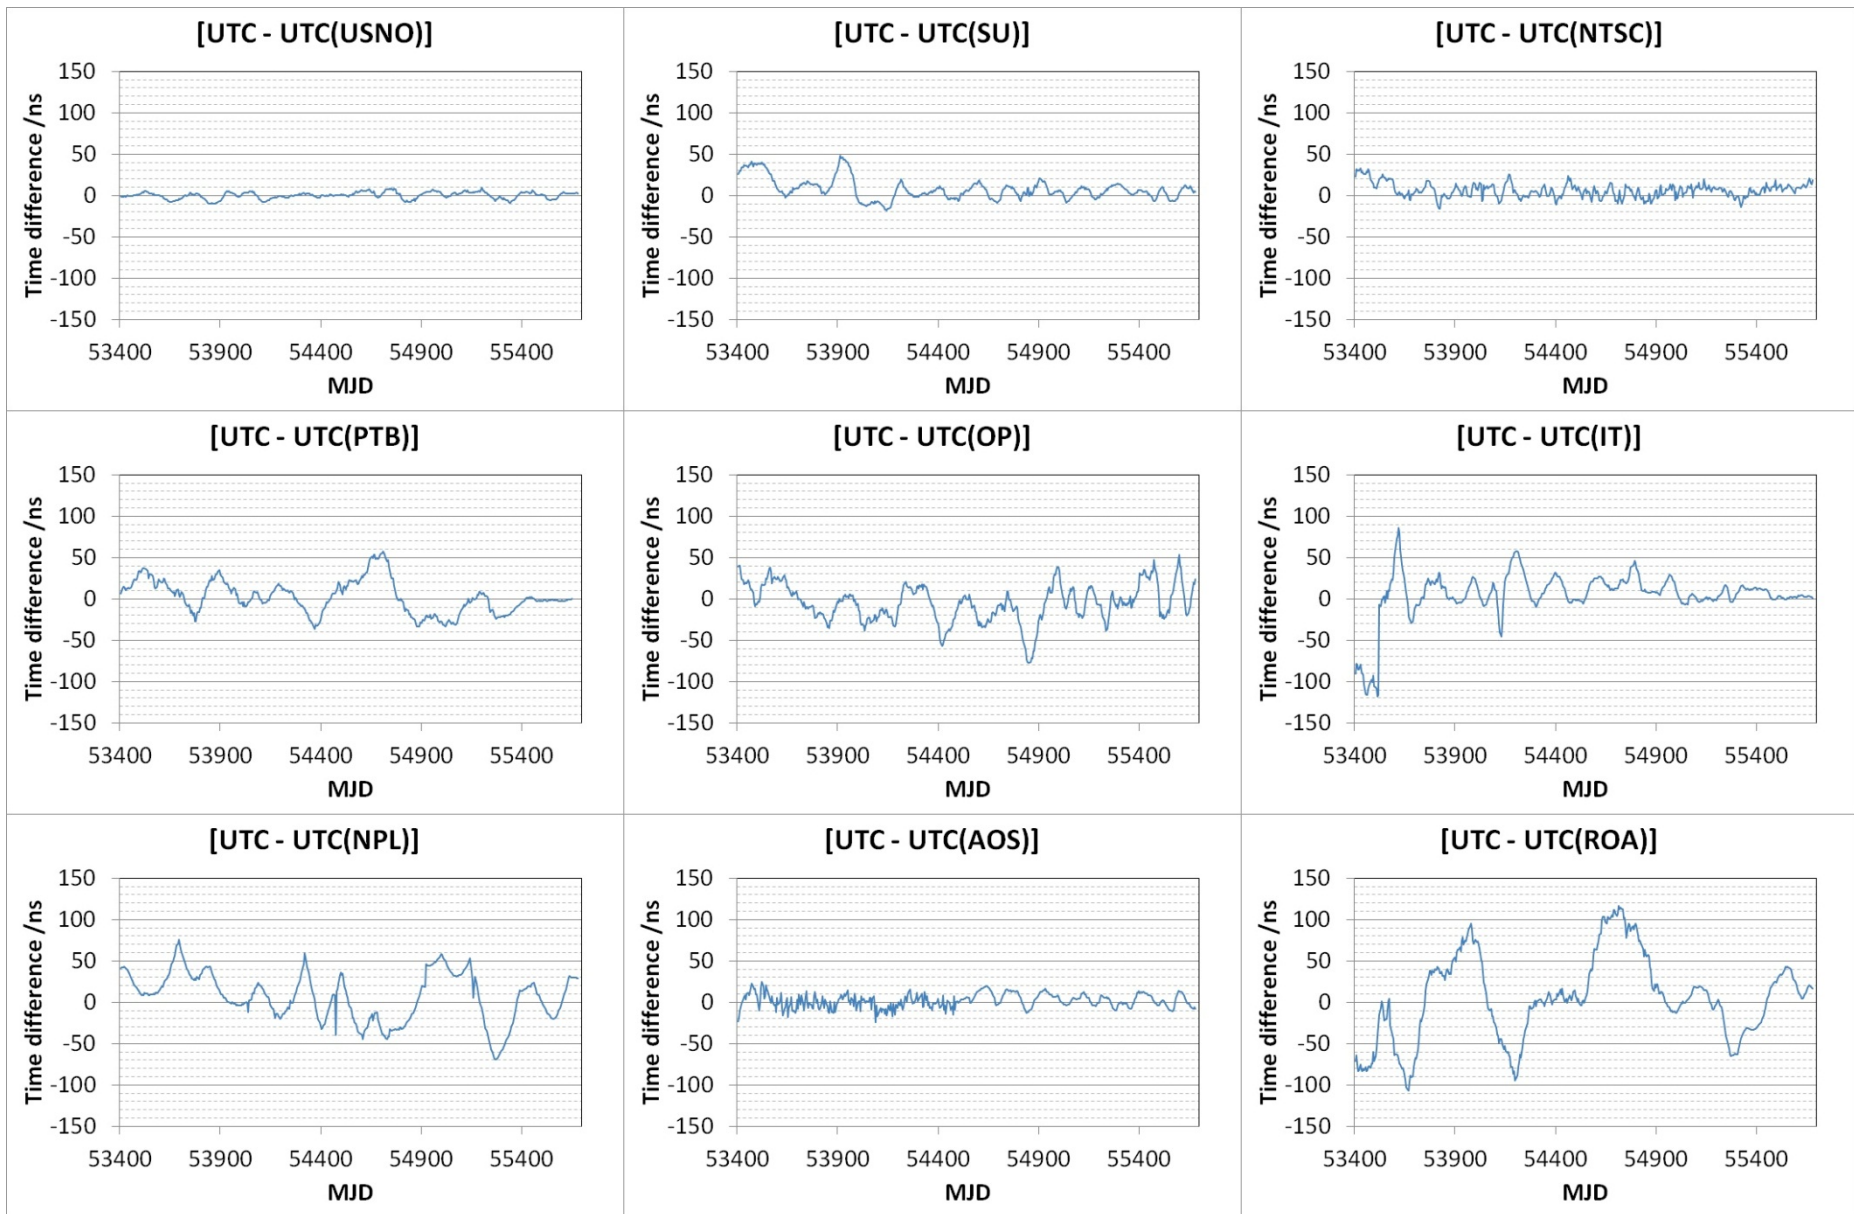 [UTC - UTC(USNO)]
Time difference /ns
150
100
50
0
-50
-100
-150
53400 53900 54400 54900 55400
MJD
[UTC - UTC(SU)]
Time difference /ns
150
100
50
0
-50
-100
-150
53400 53900 54400 54900 55400
MJD
[UTC - UTC(NTSC)]
Time difference /ns
150
100
50
0
-50
-100
-150
53400 53900 54400 54900 55400
MJD
[UTC - UTC(PTB)]
Time difference /ns
150
100
50
0
-50
-100
-150
53400 53900 54400 54900 55400
MJD
[UTC - UTC(OP)]
Time difference /ns
150
100
50
0
-50
-100
-150
53400 53900 54400 54900 55400
MJD
[UTC - UTC(IT)]
Time difference /ns
150
100
50
0
-50
-100
-150
53400 53900 54400 54900 55400
MJD
[UTC - UTC(NPL)]
Time difference /ns
150
100
50
0
-50
-100
-150
53400 53900 54400 54900 55400
MJD
[UTC - UTC(AOS)]
Time difference /ns
150
100
50
0
-50
-100
-150
53400 53900 54400 54900 55400
MJD
[UTC - UTC(ROA)]
Time difference /ns
150
100
50
0
-50
-100
-150
53400 53900 54400 54900 55400
MJD